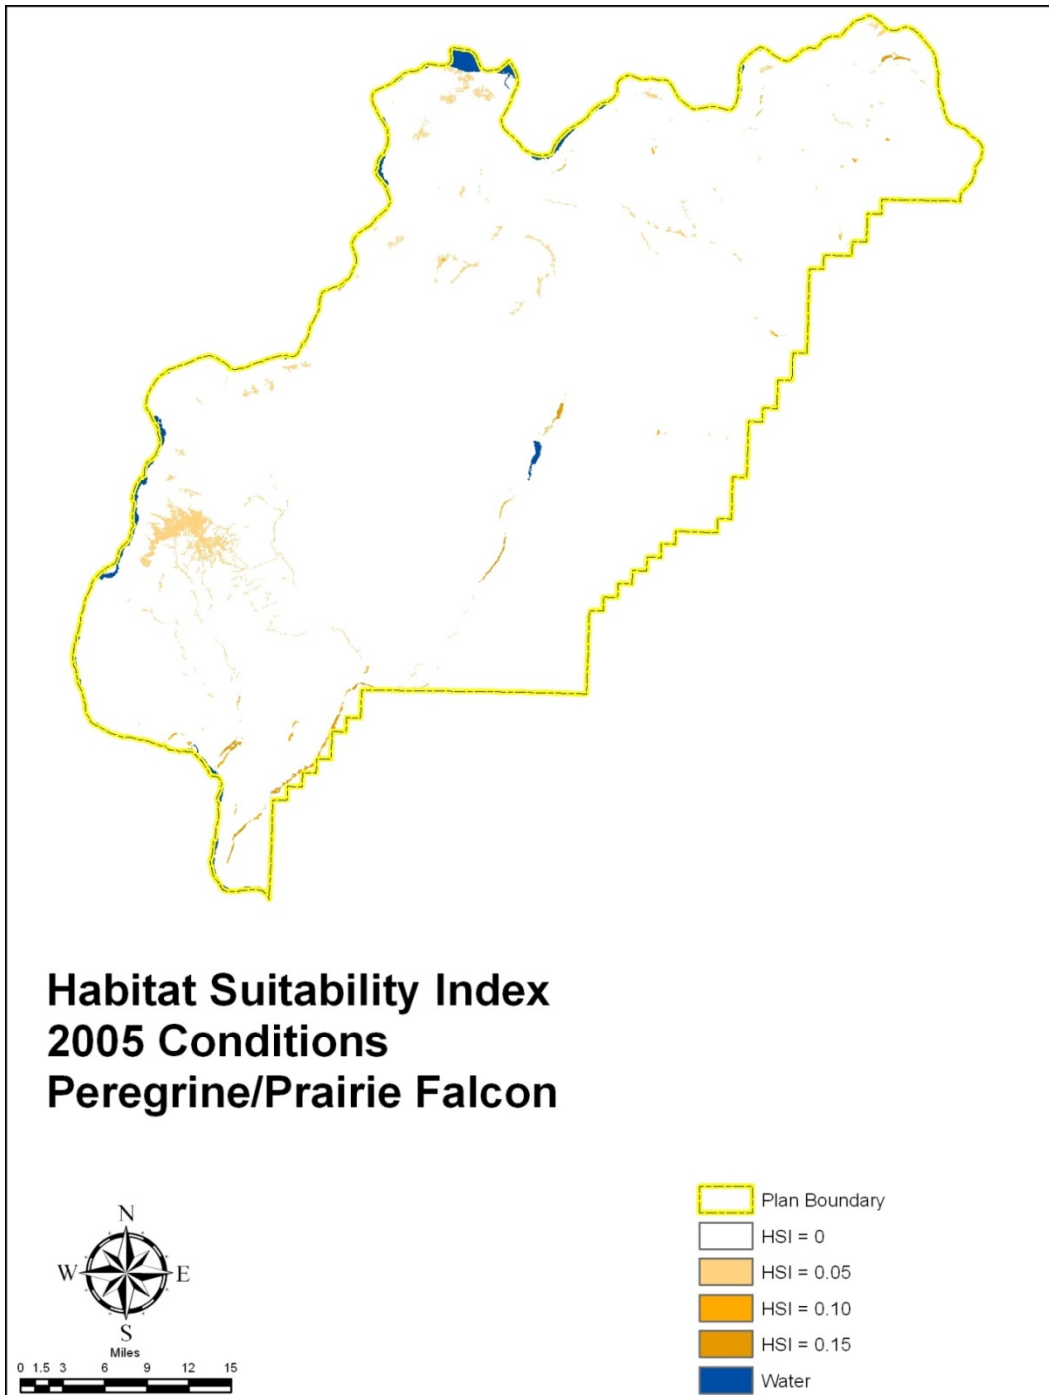 Habitat Suitability Index
2005 Conditions
Peregrine/Prairie Falcon
N
W E
S
Miles
0 1.5 3 6 9 12 15
Plan Boundary
HSI = 0
HSI = 0.05
HSI = 0.10
HSI = 0.15
Water